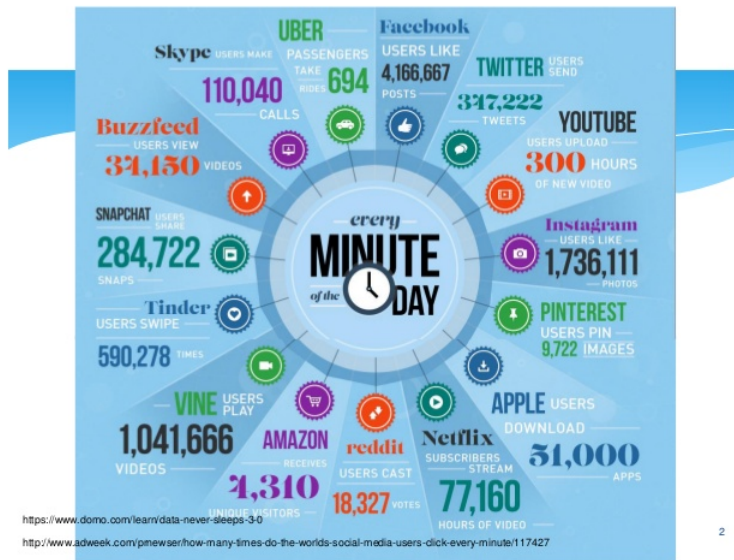 UBER
PASSENGERS
TAKE
RIDES 694
Facebook
USERS LIKE
4,166,667
POSTS
TWITTER USERS
SEND
347,222
TWEETS
YOUTUBE
USERS UPLOAD
300 HOURS
OF NEW VIDEO
Instagram
USERS LIKE
1,736,111
PHOTOS
PINTEREST
USERS PIN
9,722 IMAGES
APPLE USERS
DOWNLOAD
51,000
APPS
Netflix
SUBSCRIBERS
STREAM
77,160
HOURS OF VIDEO
reddit
USERS CAST
18,327 VOTES
AMAZON
RECEIVES
4,310
UNIQUE VISITORS
VINE USERS
PLAY
1,041,666
VIDEOS
Tinder
USERS SWIPE
590,278 TIMES
SNAPCHAT USERS
SHARE
284,722
SNAPS
Buzzfeed
USERS VIEW
34,150 VIDEOS
Skype USERS MAKE
110,040
CALLS
every
MINUTE
of the DAY
https://www.domo.com/learn/data-never-sleeps-3-0
http://www.adweek.com/pmewser/how-many-times-do-the-worlds-social-media-users-click-every-minute/117427
2